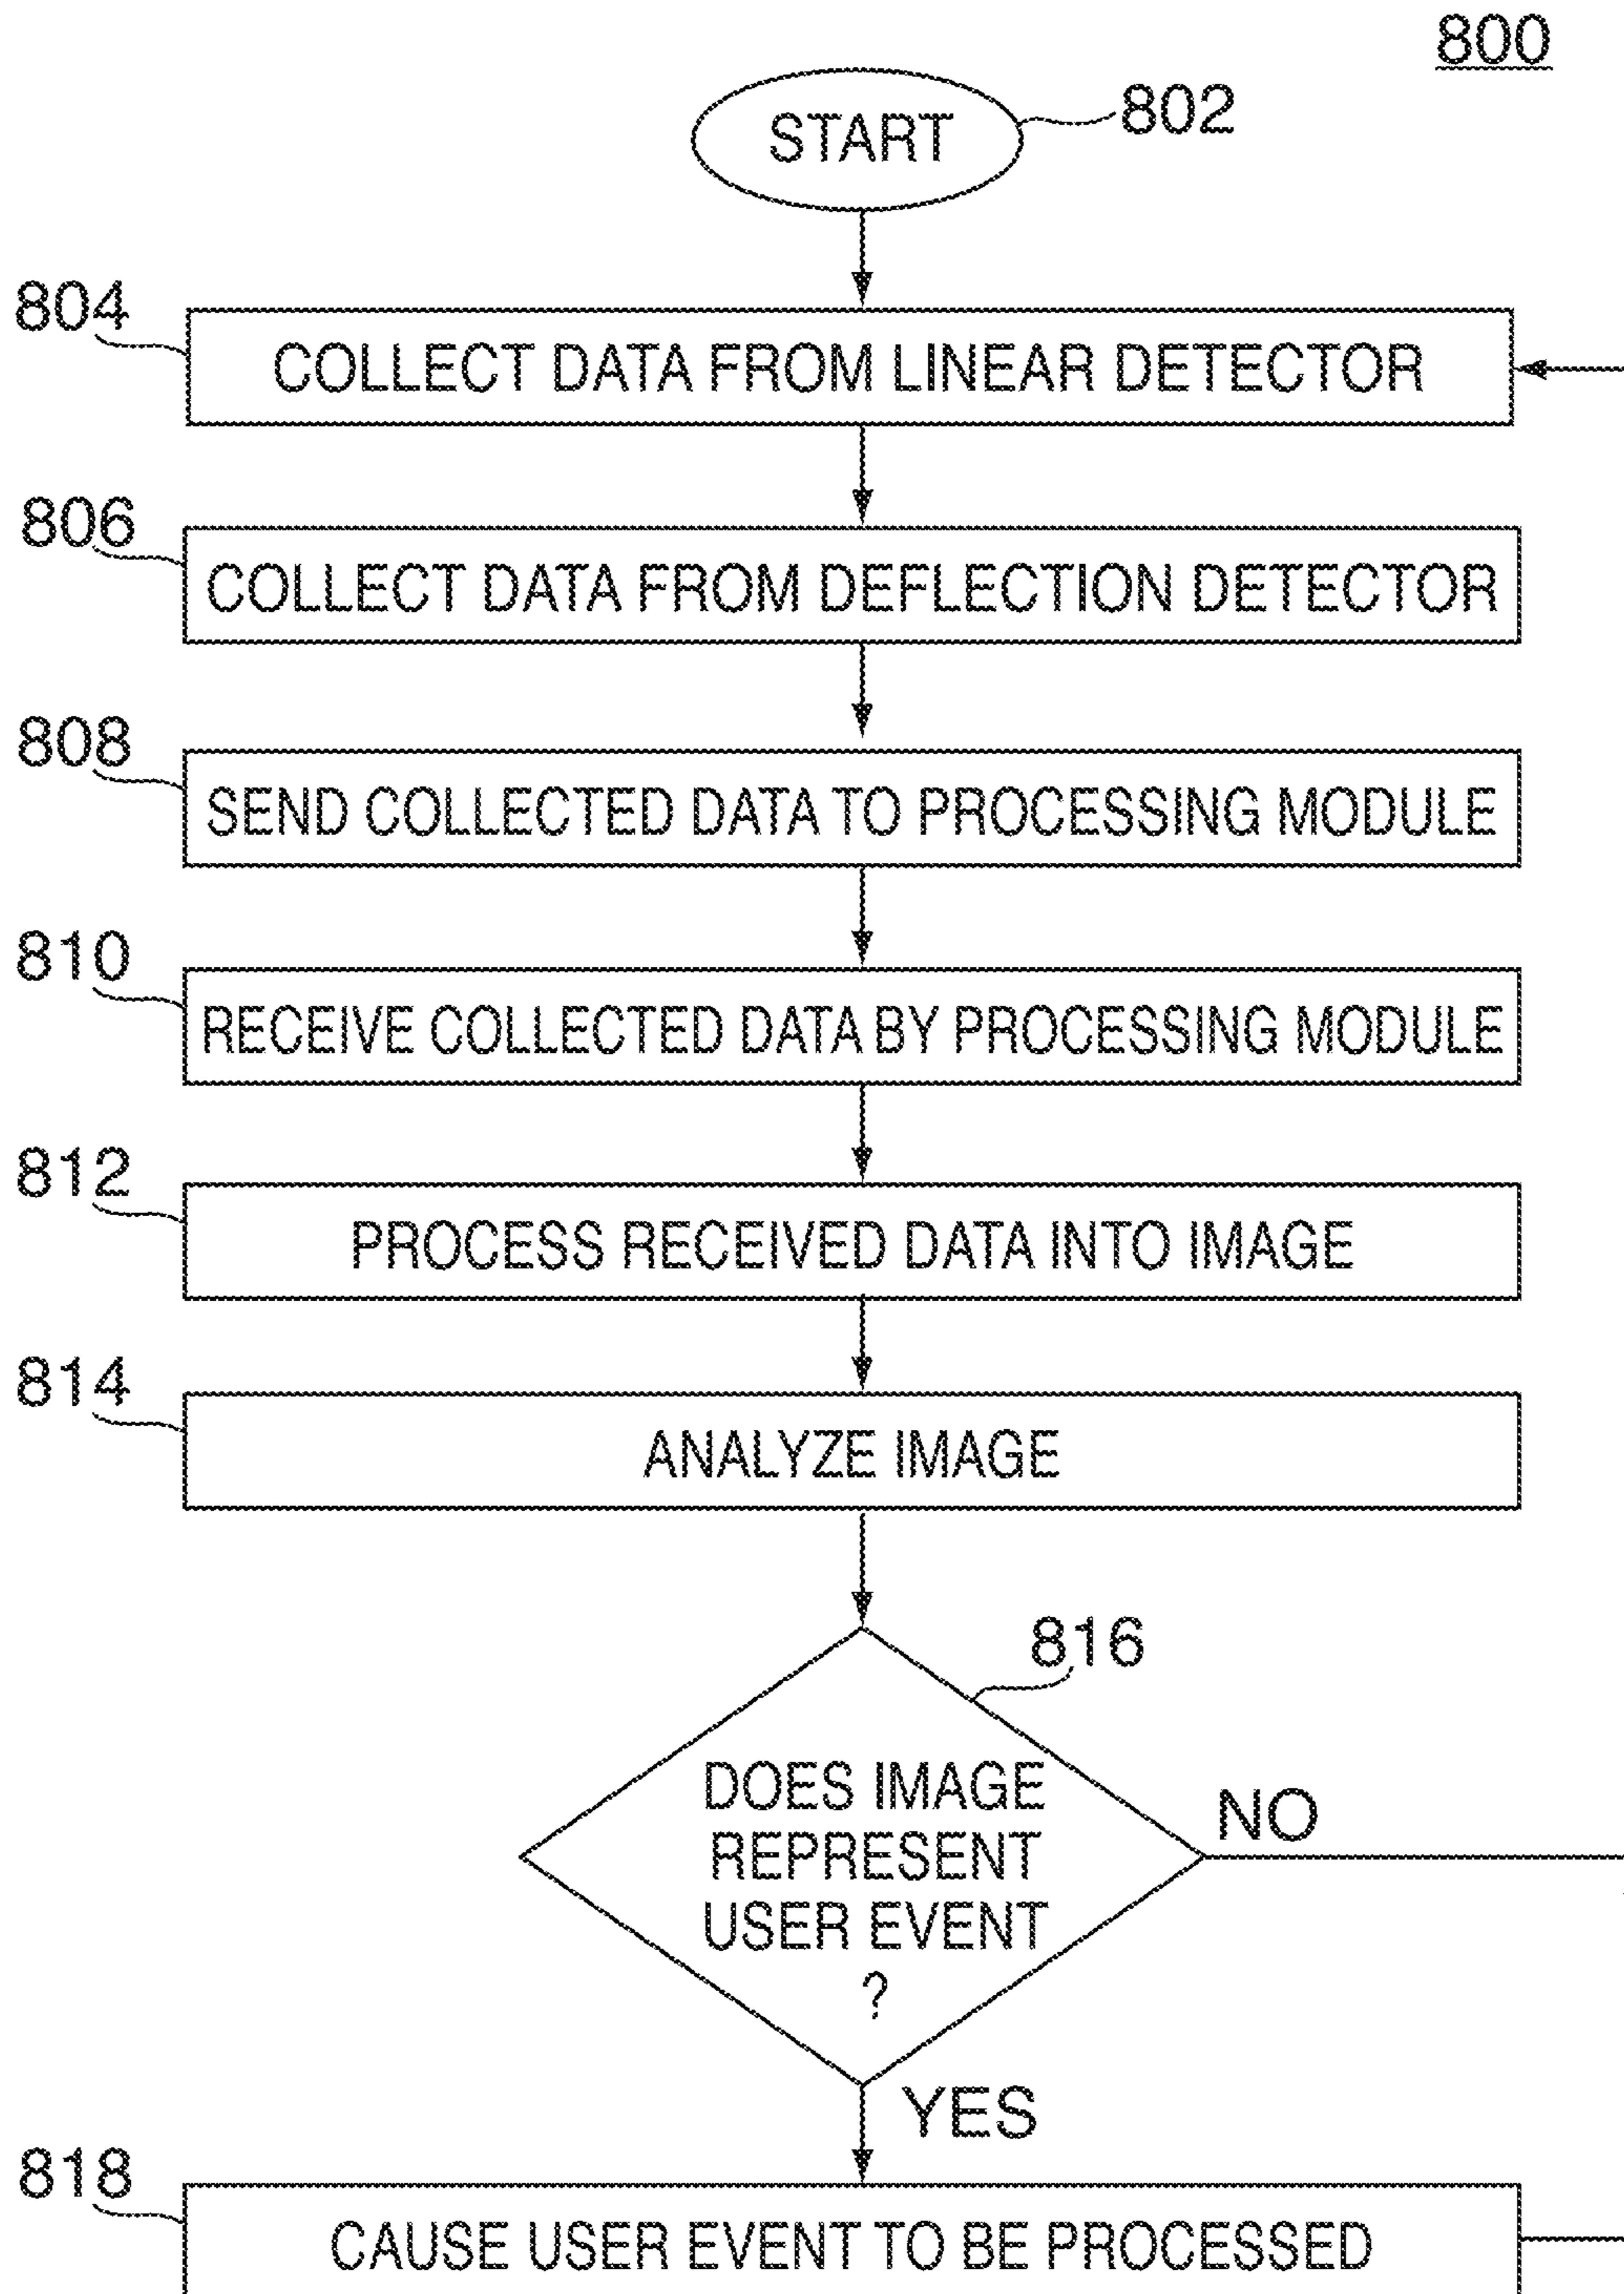 800
START
802
804
COLLECT DATA FROM LINEAR DETECTOR
806
COLLECT DATA FROM DEFLECTION DETECTOR
808
SEND COLLECTED DATA TO PROCESSING MODULE
810
RECEIVE COLLECTED DATA BY PROCESSING MODULE
812
PROCESS RECEIVED DATA INTO IMAGE
814
ANALYZE IMAGE
816
DOES IMAGE
REPRESENT
USER EVENT
?
NO
YES
818
CAUSE USER EVENT TO BE PROCESSED